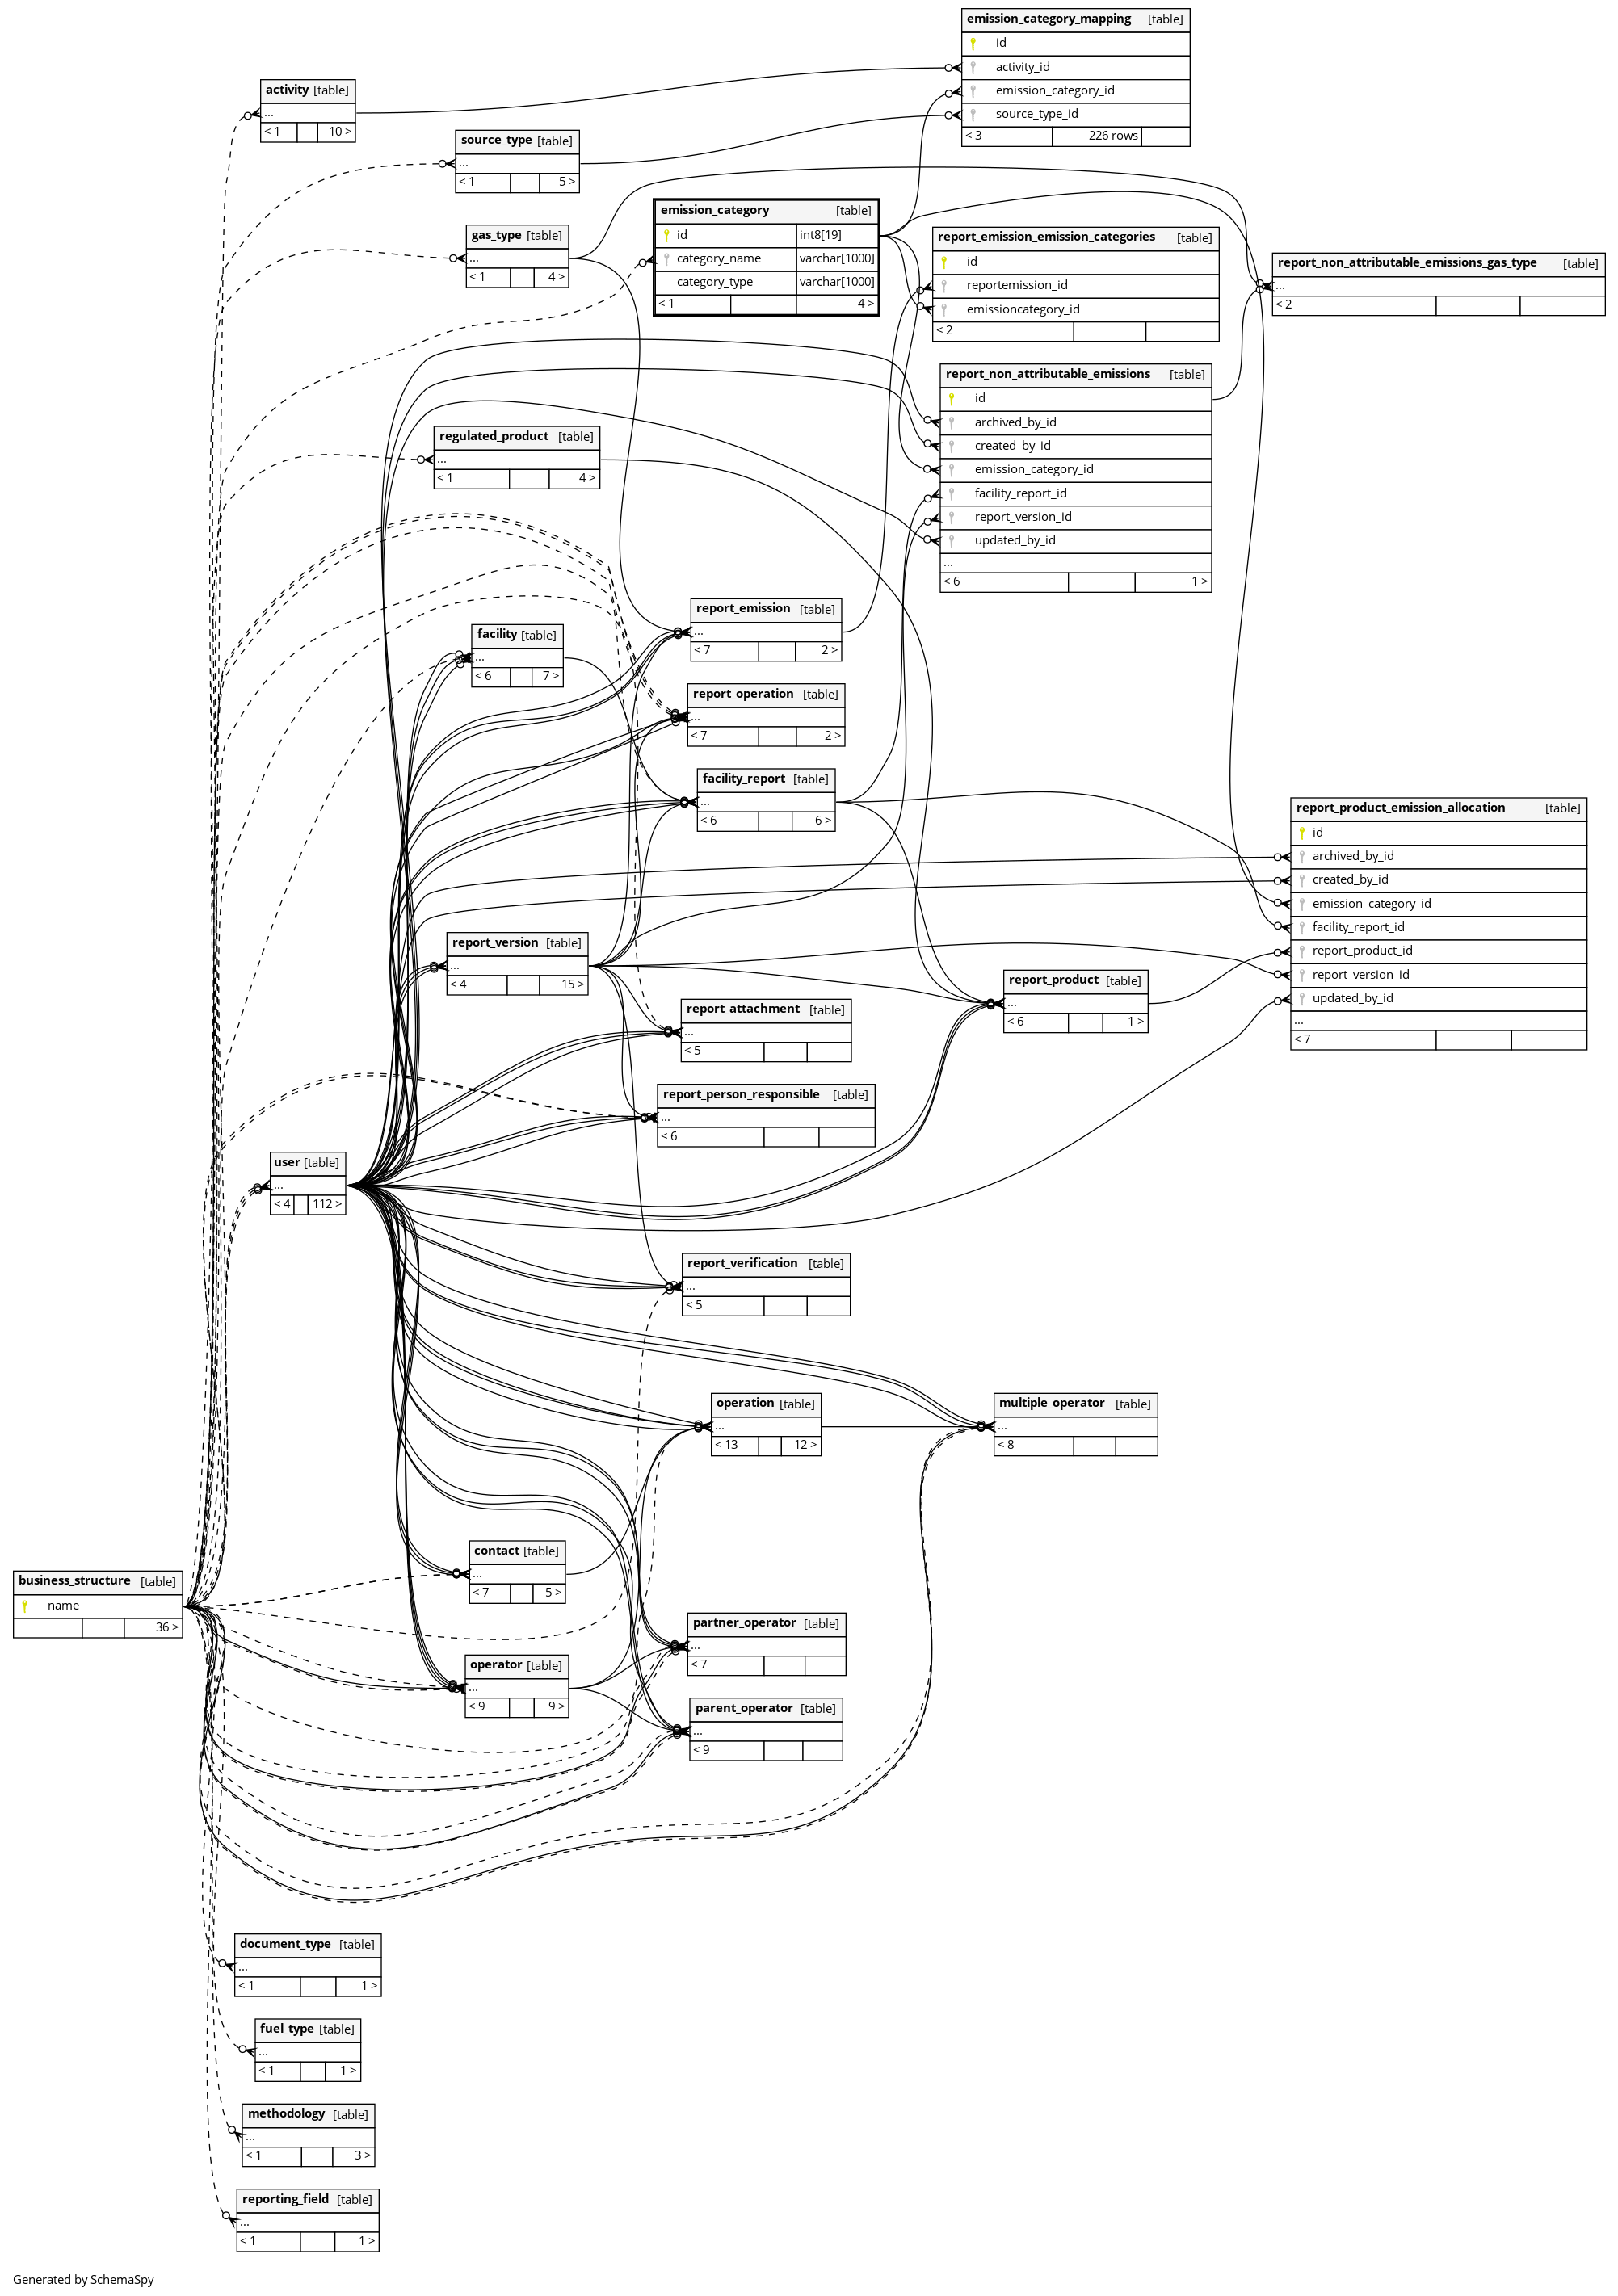 emission_category_mapping [table]
id
activity_id
emission_category_id
source_type_id
< 3 226 rows
activity [table]
...
< 1 10 >
source_type [table]
...
< 1 5 >
emission_category [table]
id int8[19]
category_name varchar[1000]
category_type varchar[1000]
< 1 4 >
gas_type [table]
...
< 1 4 >
report_emission_emission_categories [table]
id
reportemission_id
emissioncategory_id
< 2
report_non_attributable_emissions_gas_type [table]
...
< 2
report_non_attributable_emissions [table]
id
archived_by_id
created_by_id
emission_category_id
facility_report_id
report_version_id
updated_by_id
...
< 6 1 >
regulated_product [table]
...
< 1 4 >
report_emission [table]
...
< 7 2 >
facility [table]
...
< 6 7 >
report_operation [table]
...
< 7 2 >
facility_report [table]
...
< 6 6 >
report_product_emission_allocation [table]
id
archived_by_id
created_by_id
emission_category_id
facility_report_id
report_product_id
report_version_id
updated_by_id
...
< 7
report_version [table]
...
< 4 15 >
report_product [table]
...
< 6 1 >
report_attachment [table]
...
< 5
report_person_responsible [table]
...
< 6
user [table]
...
< 4 112 >
report_verification [table]
...
< 5
operation [table]
...
< 13 12 >
multiple_operator [table]
...
< 8
contact [table]
...
< 7 5 >
business_structure [table]
name
36 >
partner_operator [table]
...
< 7
operator [table]
...
< 9 9 >
parent_operator [table]
...
< 9
document_type [table]
...
< 1 1 >
fuel_type [table]
...
< 1 1 >
methodology [table]
...
< 1 3 >
reporting_field [table]
...
< 1 1 >
Generated by SchemaSpy